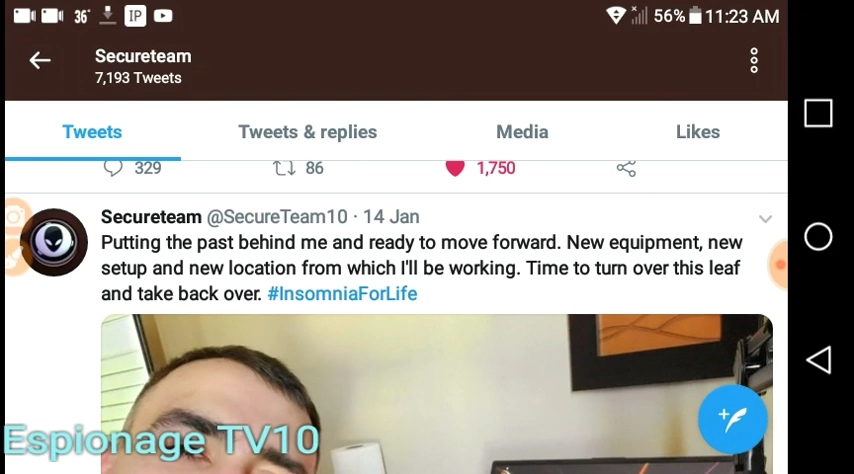 36° IP 56% 11:23 AM
Secureteam
7,193 Tweets
Tweets Tweets & replies Media Likes
329 86 1,750
Secureteam @SecureTeam10 · 14 Jan
Putting the past behind me and ready to move forward. New equipment, new
setup and new location from which I'll be working. Time to turn over this leaf
and take back over. #InsomniaForLife
Espionage TV10